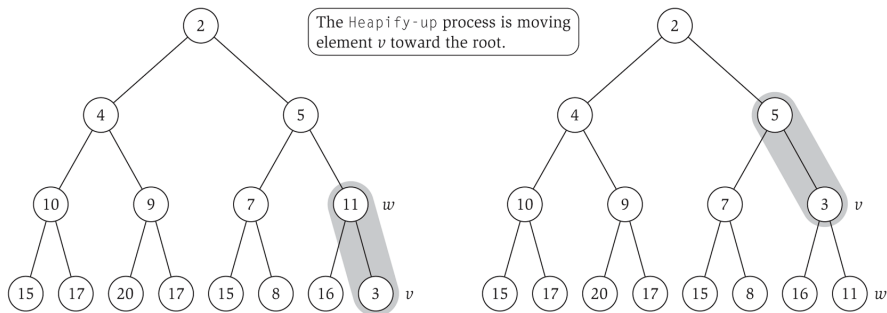 The Heapify-up process is moving
element v toward the root.
2
4 5
10 9 7 11 w
15 17 20 17 15 8 16 3 v
2
4 5
10 9 7 3 v
15 17 20 17 15 8 16 11 w